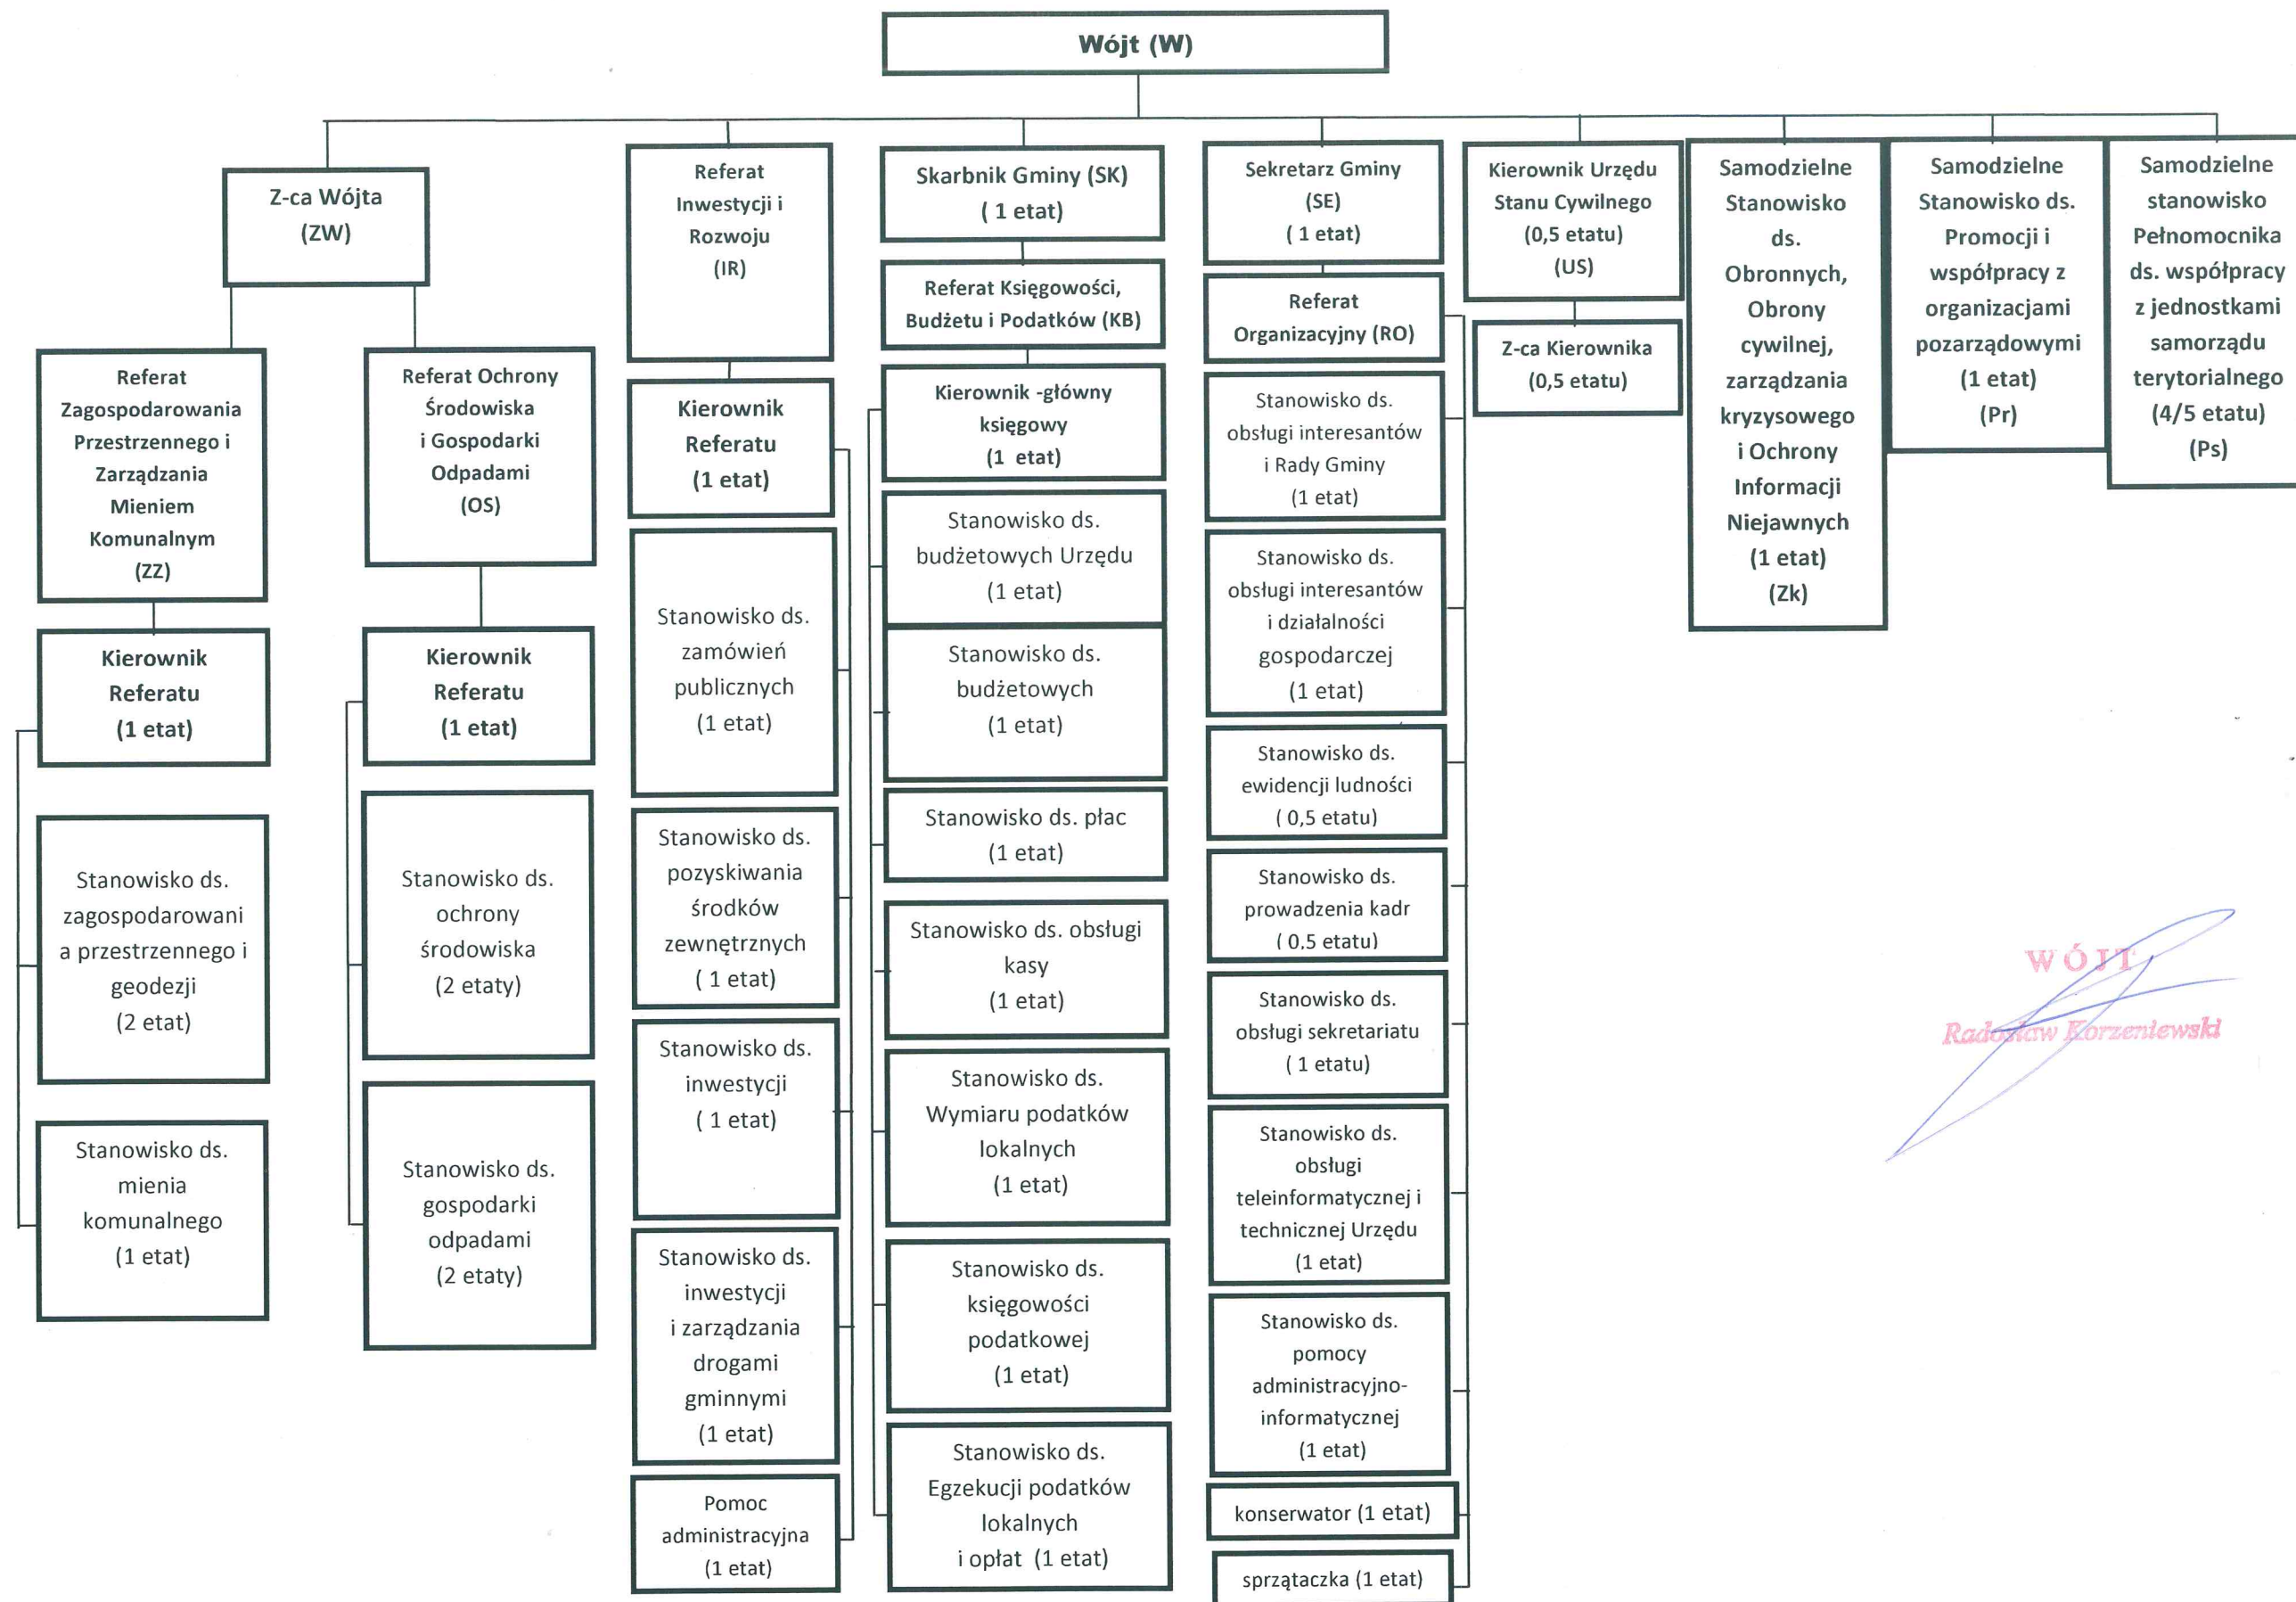 Wójt (W)
Z-ca Wójta
(ZW)
Referat
Zagospodarowania
Przestrzennego i
Zarządzania
Mieniem
Komunalnym
(ZZ)
Kierownik
Referatu
(1 etat)
Stanowisko ds.
zagospodarowani
a przestrzennego i
geodezji
(2 etat)
Stanowisko ds.
mienia
komunalnego
(1 etat)
Referat Ochrony
Środowiska
i Gospodarki
Odpadami
(OS)
Kierownik
Referatu
(1 etat)
Stanowisko ds.
ochrony
środowiska
(2 etaty)
Stanowisko ds.
gospodarki
odpadami
(2 etaty)
Referat
Inwestycji i
Rozwoju
(IR)
Kierownik
Referatu
(1 etat)
Stanowisko ds.
zamówień
publicznych
(1 etat)
Stanowisko ds.
pozyskiwania
środków
zewnętrznych
( 1 etat)
Stanowisko ds.
inwestycji
( 1 etat)
Stanowisko ds.
inwestycji
i zarządzania
drogami
gminnymi
(1 etat)
Pomoc
administracyjna
(1 etat)
Skarbnik Gminy (SK)
( 1 etat)
Referat Księgowości,
Budżetu i Podatków (KB)
Kierownik -główny
księgowy
(1 etat)
Stanowisko ds.
budżetowych Urzędu
(1 etat)
Stanowisko ds.
budżetowych
(1 etat)
Stanowisko ds. płac
(1 etat)
Stanowisko ds. obsługi
kasy
(1 etat)
Stanowisko ds.
Wymiaru podatków
lokalnych
(1 etat)
Stanowisko ds.
księgowości
podatkowej
(1 etat)
Stanowisko ds.
Egzekucji podatków
lokalnych
i opłat (1 etat)
Sekretarz Gminy
(SE)
( 1 etat)
Referat
Organizacyjny (RO)
Stanowisko ds.
obsługi interesantów
i Rady Gminy
(1 etat)
Stanowisko ds.
obsługi interesantów
i działalności
gospodarczej
(1 etat)
Stanowisko ds.
ewidencji ludności
( 0,5 etatu)
Stanowisko ds.
prowadzenia kadr
( 0,5 etatu)
Stanowisko ds.
obsługi sekretariatu
( 1 etatu)
Stanowisko ds.
obsługi
teleinformatycznej i
technicznej Urzędu
(1 etat)
Stanowisko ds.
pomocy
administracyjno-
informatycznej
(1 etat)
konserwator (1 etat)
sprzątaczka (1 etat)
Kierownik Urzędu
Stanu Cywilnego
(0,5 etatu)
(US)
Z-ca Kierownika
(0,5 etatu)
Samodzielne
Stanowisko
ds.
Obronnych,
Obrony
cywilnej,
zarządzania
kryzysowego
i Ochrony
Informacji
Niejawnych
(1 etat)
(Zk)
Samodzielne
Stanowisko ds.
Promocji i
współpracy z
organizacjami
pozarządowymi
(1 etat)
(Pr)
Samodzielne
stanowisko
Pełnomocnika
ds. współpracy
z jednostkami
samorządu
terytorialnego
(4/5 etatu)
(Ps)
WÓJT
Radosław Korzeniewski